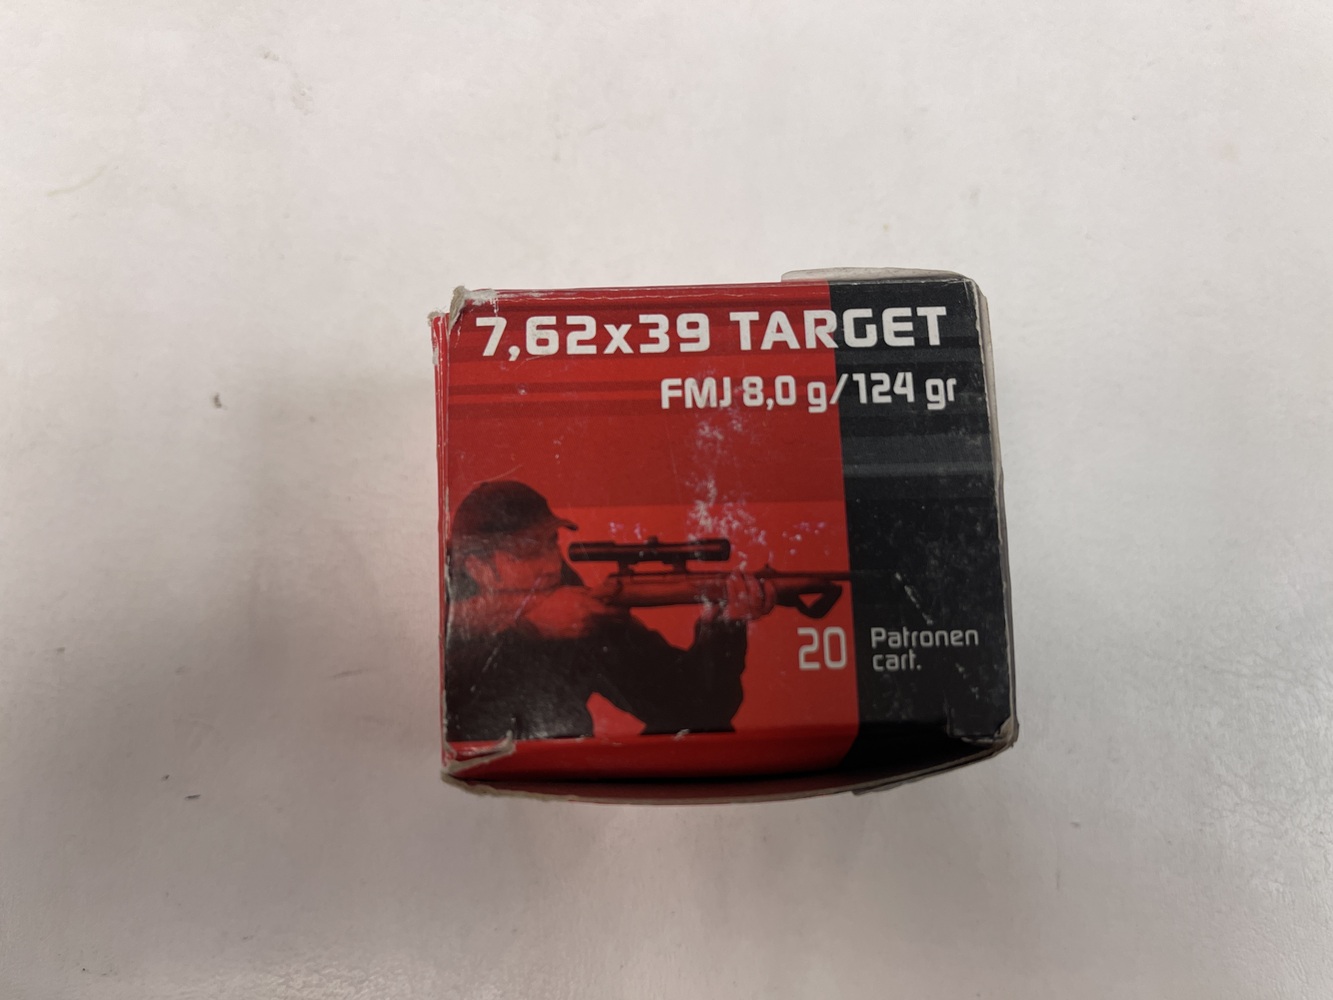 7,62x39 TARGET
FMJ 8,0 g/124 gr
20 Patronen
cart.